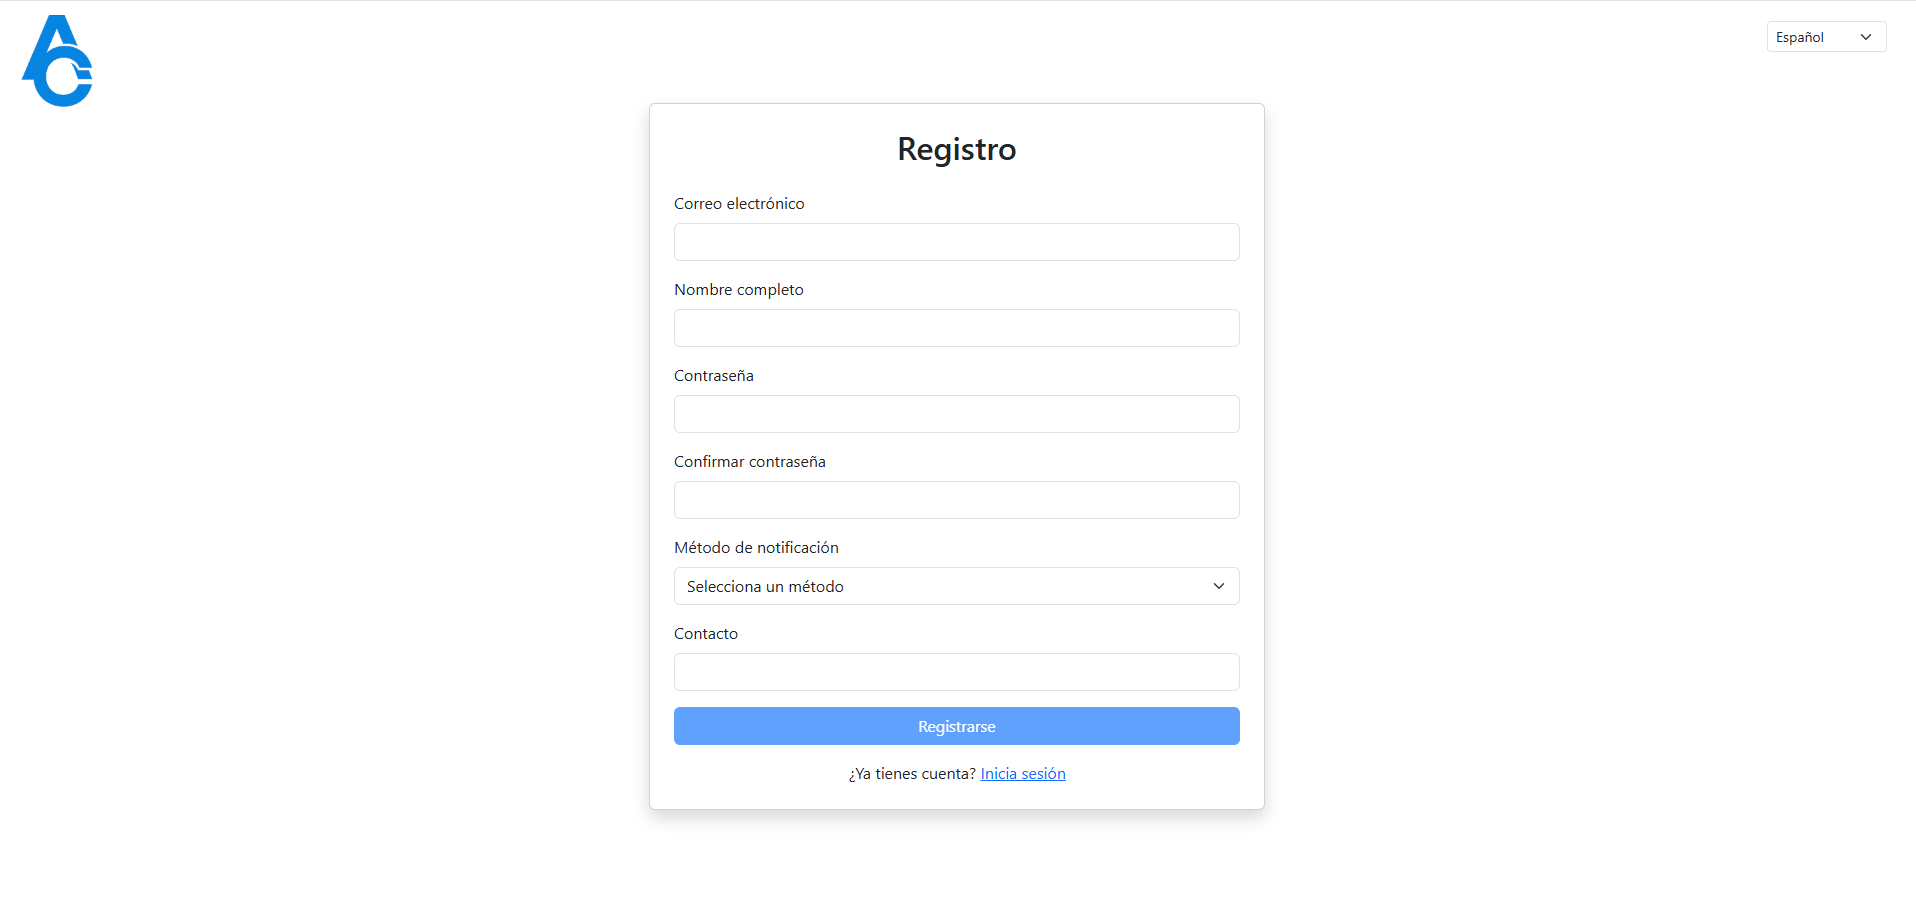 AC
Español
Registro
Correo electrónico
Nombre completo
Contraseña
Confirmar contraseña
Método de notificación
Selecciona un método
Contacto
Registrarse
¿Ya tienes cuenta? Inicia sesión